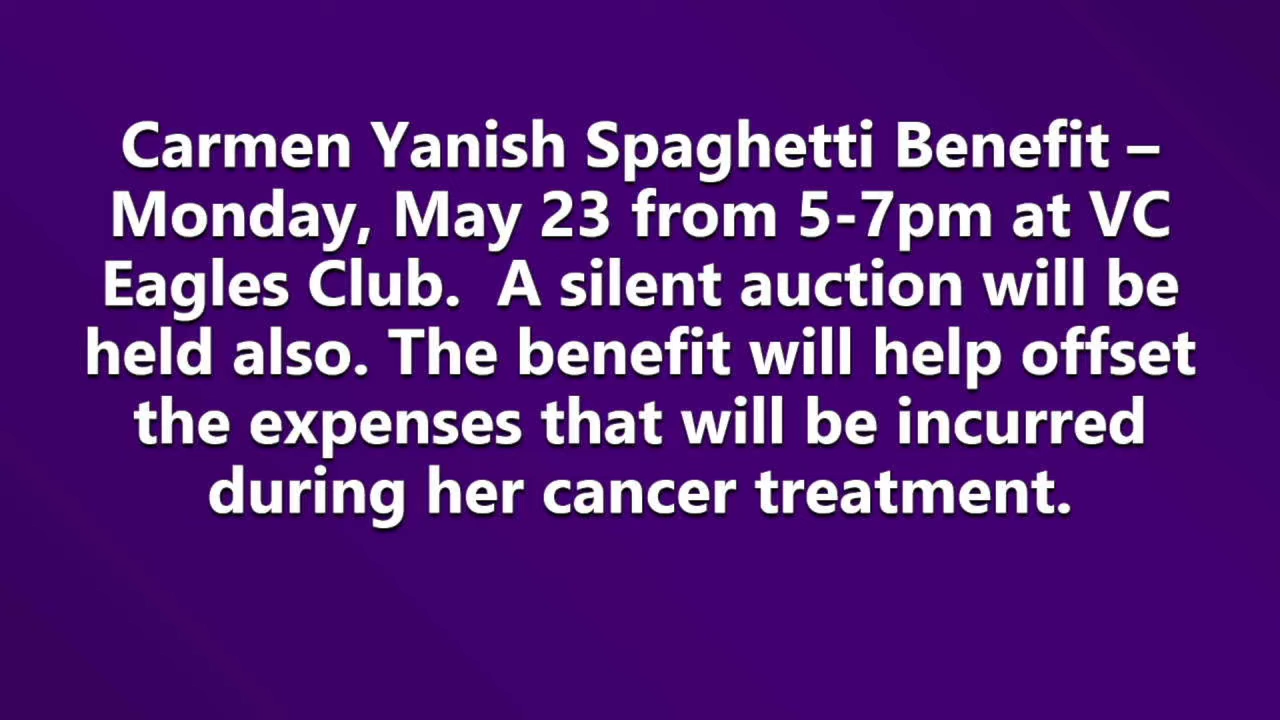 Carmen Yanish Spaghetti Benefit –
Monday, May 23 from 5-7pm at VC
Eagles Club.  A silent auction will be
held also. The benefit will help offset
the expenses that will be incurred
during her cancer treatment.